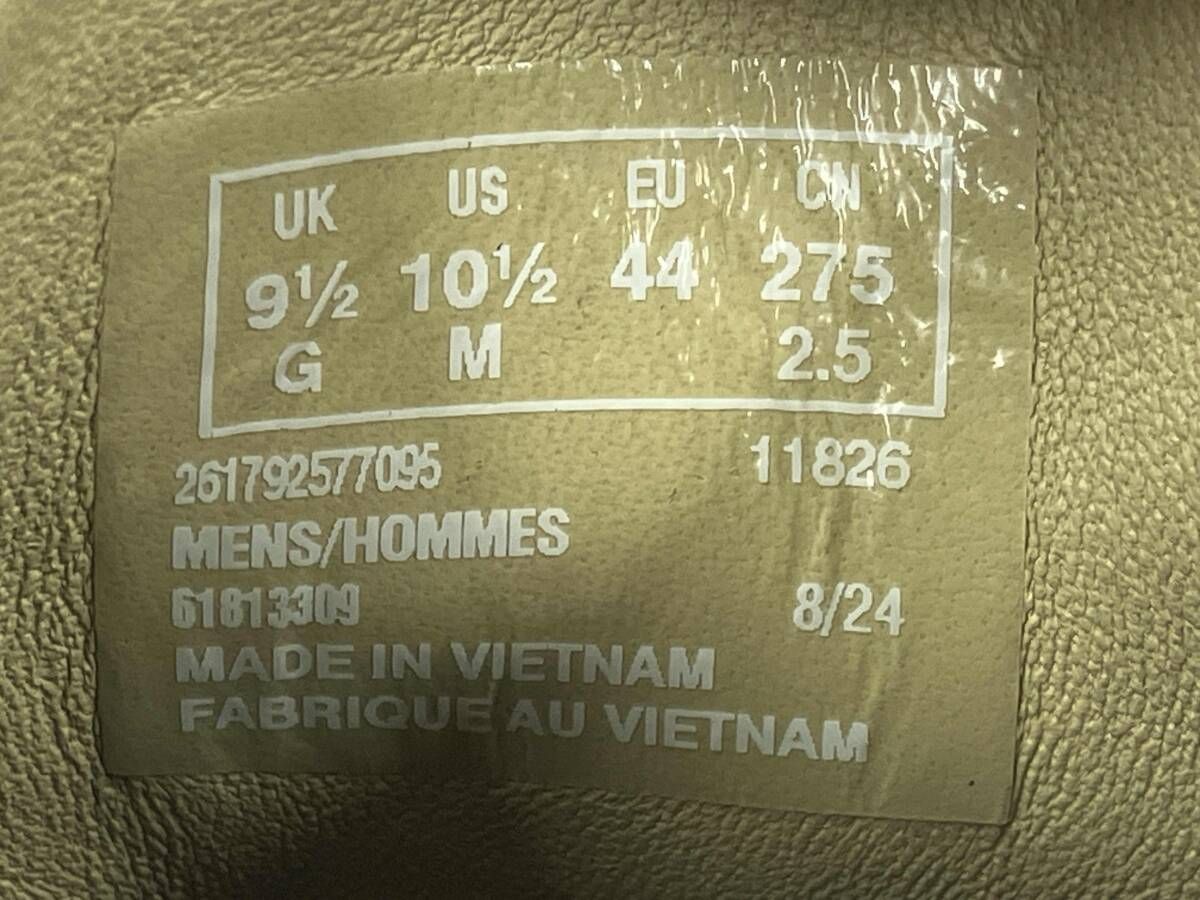 UK US EU CN
9½ 10½ 44 275
G M 2.5
261792577095 11826
MENS/HOMMES
61813309 8/24
MADE IN VIETNAM
FABRIQUE AU VIETNAM